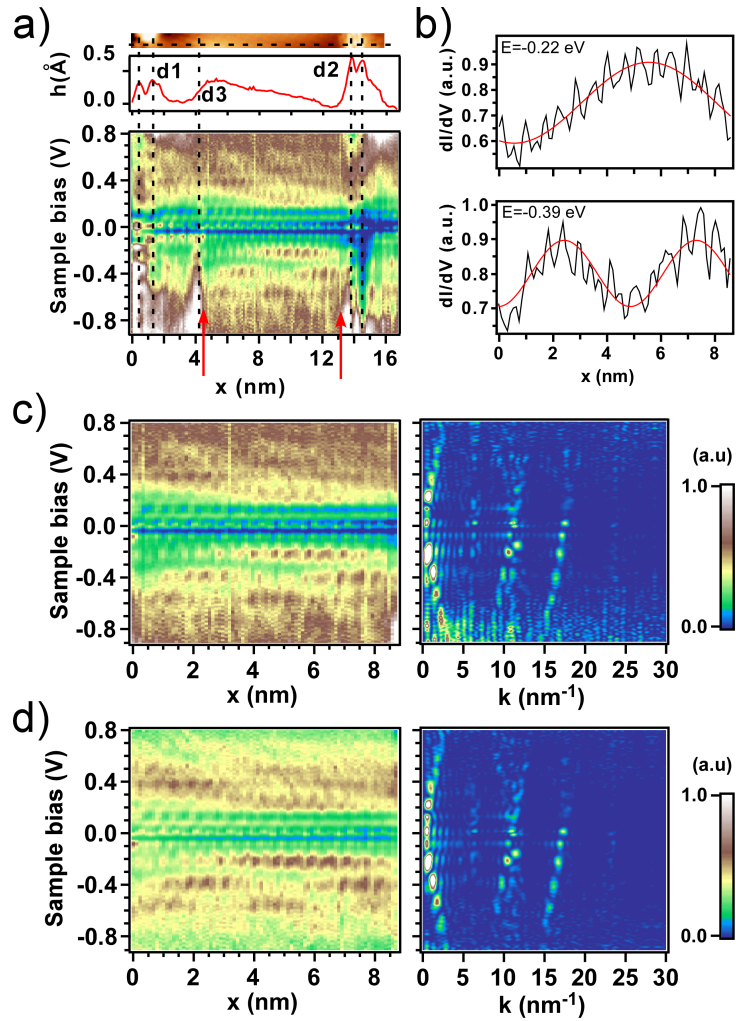 a)
h(Å)
0.5
0.0
d1
d2
d3
Sample bias (V)
0.8
0.4
0.0
-0.4
-0.8
0 4 8 12 16
x (nm)
b)
E=-0.22 eV
dI/dV (a.u.)
0.9
0.8
0.7
0.6
E=-0.39 eV
dI/dV (a.u.)
1.0
0.9
0.8
0.7
0 2 4 6 8
x (nm)
c)
Sample bias (V)
0.8
0.4
0.0
-0.4
-0.8
0 2 4 6 8
x (nm)
0 5 10 15 20 25 30
k (nm⁻¹)
(a.u)
1.0
0.0
d)
Sample bias (V)
0.8
0.4
0.0
-0.4
-0.8
0 2 4 6 8
x (nm)
0 5 10 15 20 25 30
k (nm⁻¹)
(a.u)
1.0
0.0